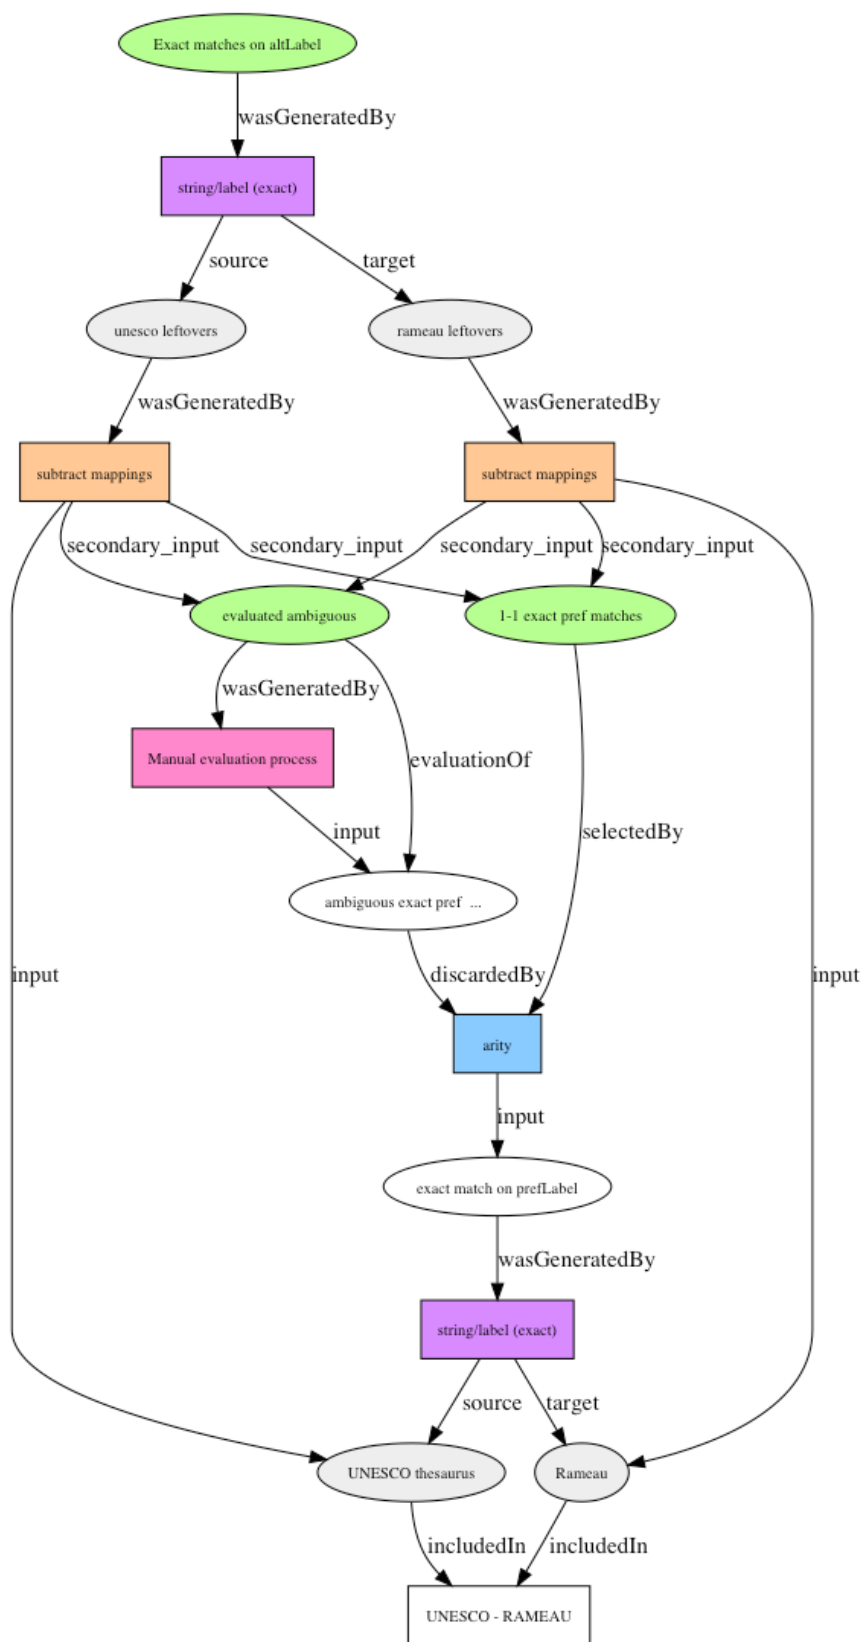 Exact matches on altLabel
wasGeneratedBy
string/label (exact)
source
target
unesco leftovers
rameau leftovers
wasGeneratedBy
wasGeneratedBy
subtract mappings
subtract mappings
secondary_input
secondary_input
secondary_input
secondary_input
evaluated ambiguous
1-1 exact pref matches
wasGeneratedBy
Manual evaluation process
evaluationOf
input
selectedBy
ambiguous exact pref ...
input
discardedBy
input
arity
input
exact match on prefLabel
wasGeneratedBy
string/label (exact)
source
target
UNESCO thesaurus
Rameau
includedIn
includedIn
UNESCO - RAMEAU